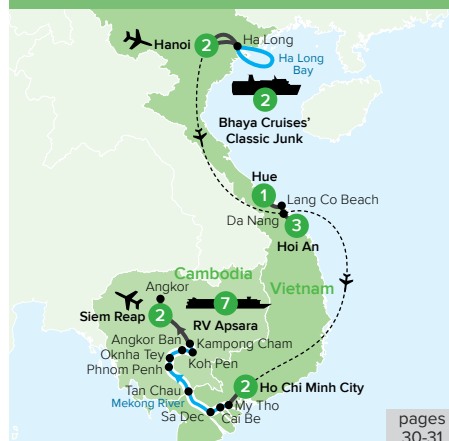 Hanoi
2
Ha Long
Ha Long
Bay
2
Bhaya Cruises'
Classic Junk
Hue
1
Lang Co Beach
Da Nang
3
Hoi An
Cambodia
Vietnam
Angkor
7
Siem Reap
2
RV Apsara
Angkor Ban
Kampong Cham
Oknha Tey
Koh Pen
Phnom Penh
Tan Chau
2
Ho Chi Minh City
Mekong River
My Tho
Sa Dec
Cai Be
pages
30-31